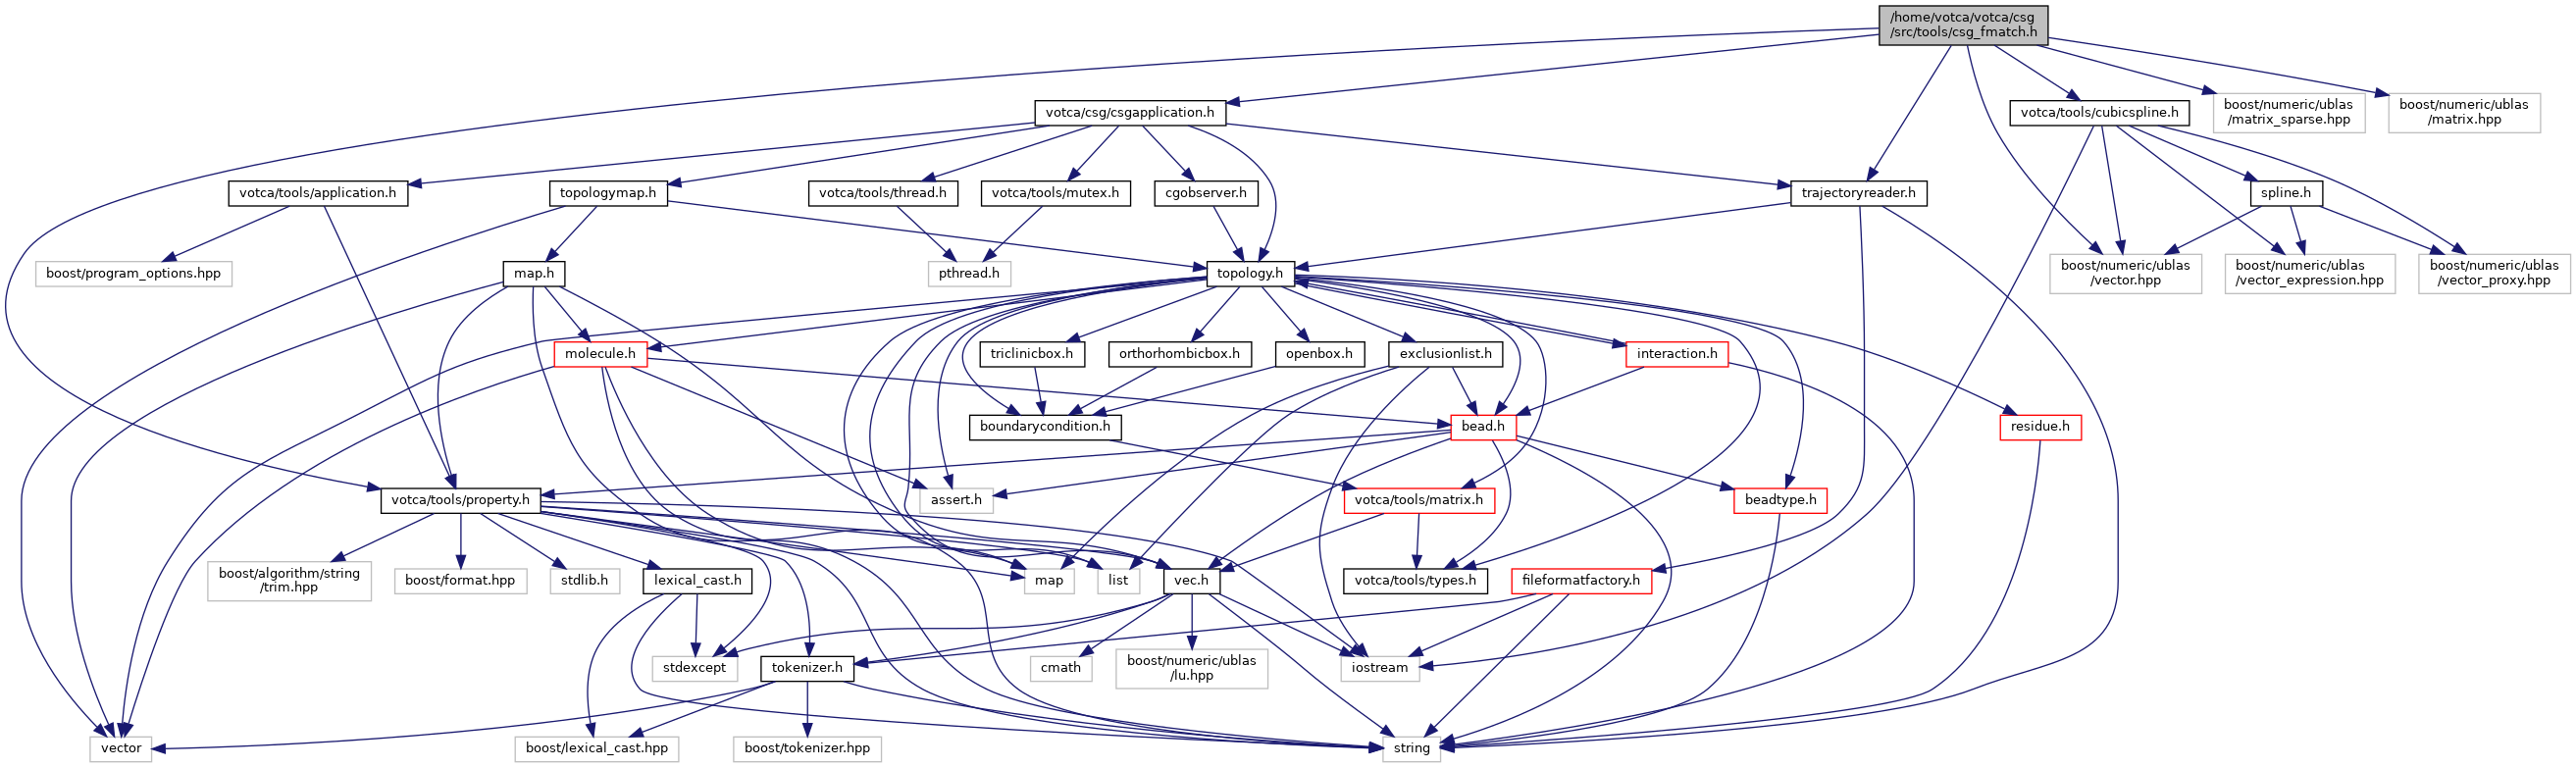 /home/votca/votca/csg
/src/tools/csg_fmatch.h
votca/csg/csgapplication.h
votca/tools/cubicspline.h
boost/numeric/ublas
/matrix_sparse.hpp
boost/numeric/ublas
/matrix.hpp
votca/tools/application.h
topologymap.h
votca/tools/thread.h
votca/tools/mutex.h
cgobserver.h
trajectoryreader.h
spline.h
boost/program_options.hpp
map.h
pthread.h
topology.h
boost/numeric/ublas
/vector.hpp
boost/numeric/ublas
/vector_expression.hpp
boost/numeric/ublas
/vector_proxy.hpp
molecule.h
triclinicbox.h
orthorhombicbox.h
openbox.h
exclusionlist.h
interaction.h
boundarycondition.h
bead.h
residue.h
votca/tools/property.h
assert.h
votca/tools/matrix.h
beadtype.h
boost/algorithm/string
/trim.hpp
boost/format.hpp
stdlib.h
lexical_cast.h
map
list
vec.h
votca/tools/types.h
fileformatfactory.h
stdexcept
tokenizer.h
cmath
boost/numeric/ublas
/lu.hpp
iostream
vector
boost/lexical_cast.hpp
boost/tokenizer.hpp
string